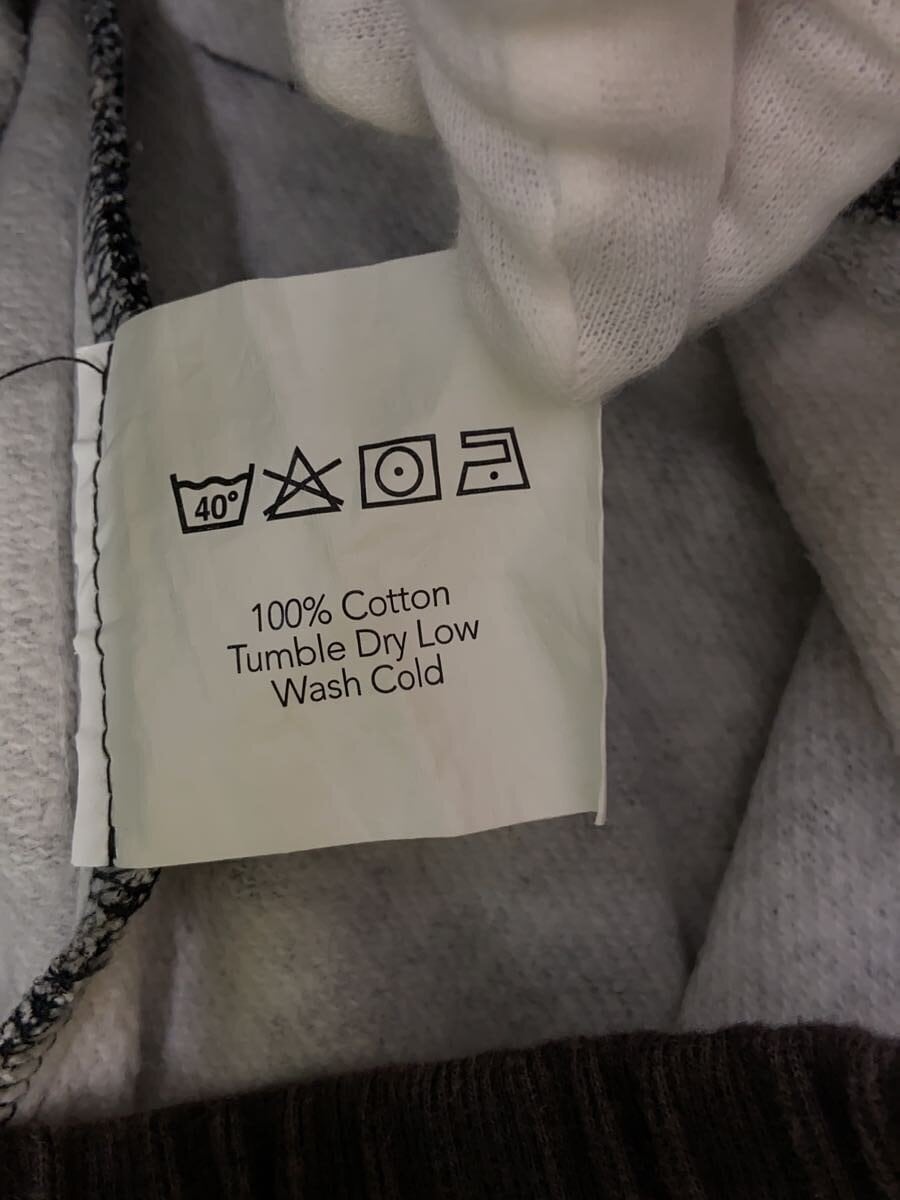 40°
100% Cotton
Tumble Dry Low
Wash Cold